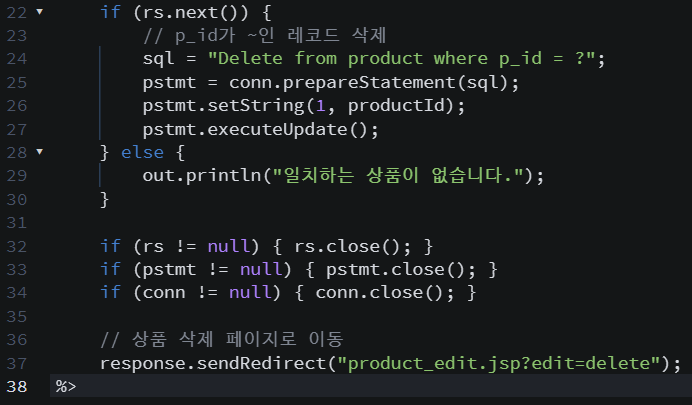 22 if (rs.next()) {
23 // p_id가 ~인 레코드 삭제
24 sql = "Delete from product where p_id = ?";
25 pstmt = conn.prepareStatement(sql);
26 pstmt.setString(1, productId);
27 pstmt.executeUpdate();
28 } else {
29 out.println("일치하는 상품이 없습니다.");
30 }
31
32 if (rs != null) { rs.close(); }
33 if (pstmt != null) { pstmt.close(); }
34 if (conn != null) { conn.close(); }
35
36 // 상품 삭제 페이지로 이동
37 response.sendRedirect("product_edit.jsp?edit=delete");
38 %>